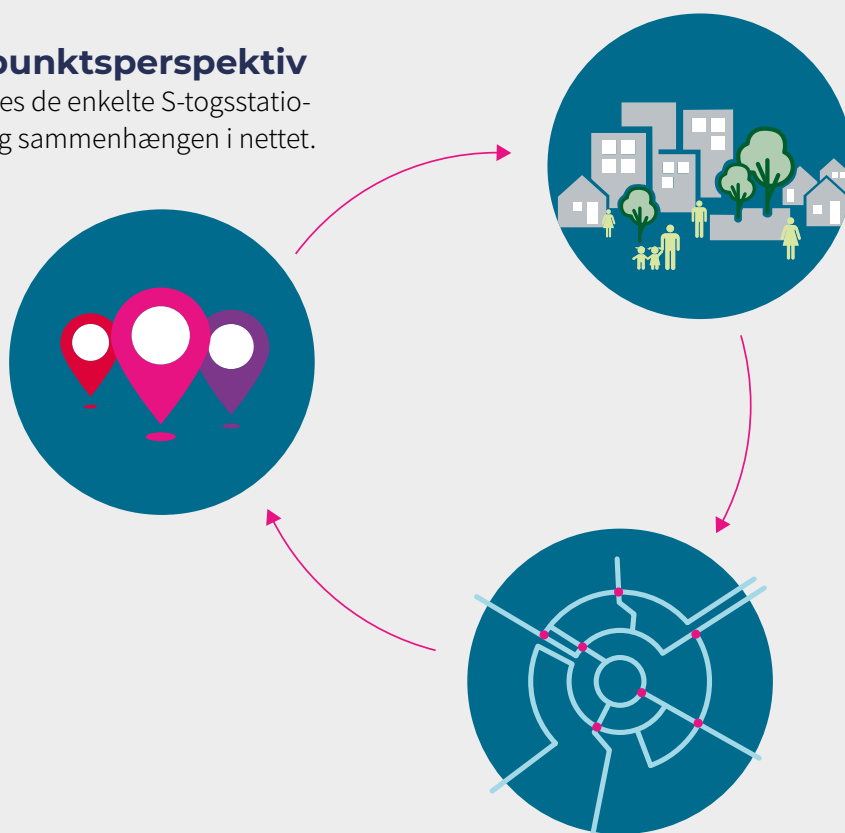 punktsperspektiv
es de enkelte S-togsstatio-
g sammenhængen i nettet.